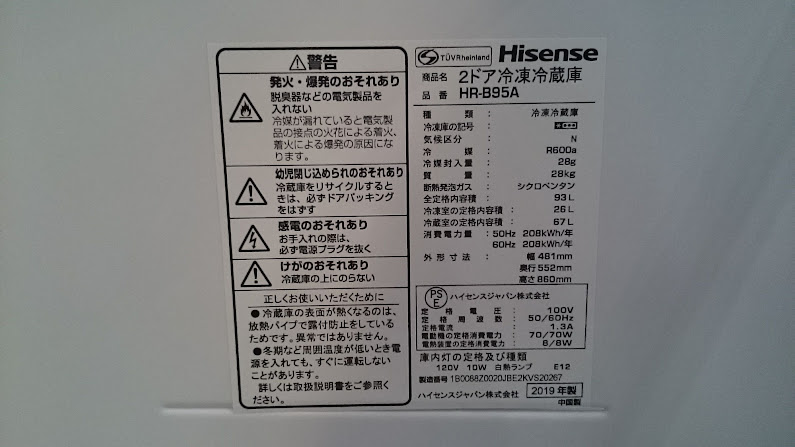 警告
発火・爆発のおそれあり
脱臭器などの電気製品を
入れない
冷媒が漏れていると電気製
品の接点の火花による着火、
着火による爆発の原因にな
ります。
幼児閉じ込められのおそれあり
冷蔵庫をリサイクルすると
きは、必ずドアパッキング
をはずす
感電のおそれあり
お手入れの際は、
必ず電源プラグを抜く
けがのおそれあり
冷蔵庫の上にのらない
正しくお使いいただくために
●冷蔵庫の表面が熱くなるのは、
放熱パイプで露付防止をしている
ためです。異常ではありません。
●冬期など周囲温度が低いとき電
源を入れても、すぐに運転しない
ことがあります。
詳しくは取扱説明書をご参照く
ださい。
TÜVRheinland Hisense
商品名 2ドア冷凍冷蔵庫
品番 HR-B95A
種類 : 冷凍冷蔵庫
冷凍庫の記号 :
気候区分 : N
冷媒 : R600a
冷媒封入量 : 28g
質量 : 28kg
断熱発泡ガス : シクロペンタン
全定格内容積 : 93L
冷凍室の定格内容積 : 26L
冷蔵室の定格内容積 : 67L
消費電力量 : 50Hz 208kWh/年
60Hz 208kWh/年
外形寸法 : 幅 481mm
奥行 552mm
高さ 860mm
PS
E
ハイセンスジャパン株式会社
定格電圧 : 100V
定格周波数 : 50/60Hz
定格電流 : 1.3A
電動機の定格消費電力 : 70/70W
電熱装置の定格消費電力 : 8/8W
庫内灯の定格及び種類
120V 10W 白熱ランプ E12
製造番号 : 1B0088Z0020JBE2KVS20267
ハイセンスジャパン株式会社 2019年製
中国製